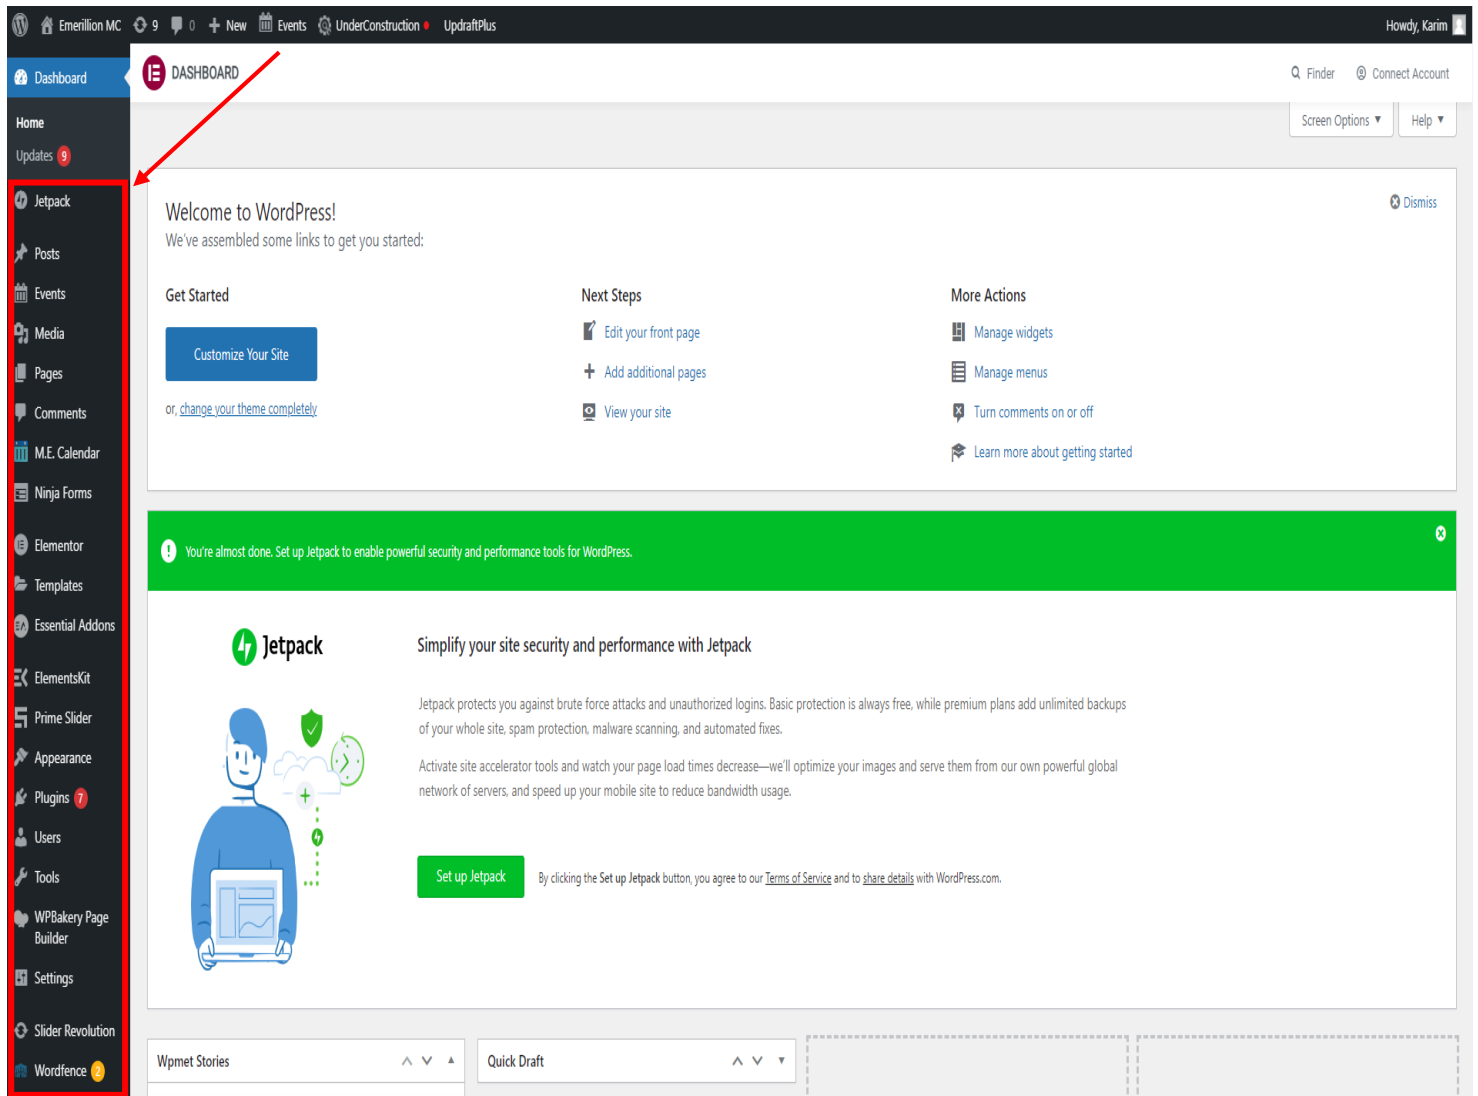 Emerillion MC 9 0 New Events UnderConstruction UpdraftPlus Howdy, Karim
Dashboard
Home
Updates 9
Jetpack
Posts
Events
Media
Pages
Comments
M.E. Calendar
Ninja Forms
Elementor
Templates
Essential Addons
ElementsKit
Prime Slider
Appearance
Plugins 7
Users
Tools
WPBakery Page
Builder
Settings
Slider Revolution
Wordfence 2
DASHBOARD
Finder Connect Account
Screen Options ▼ Help ▼
Welcome to WordPress!
Dismiss
We've assembled some links to get you started:
Get Started
Customize Your Site
or, change your theme completely
Next Steps
Edit your front page
Add additional pages
View your site
More Actions
Manage widgets
Manage menus
Turn comments on or off
Learn more about getting started
You're almost done. Set up Jetpack to enable powerful security and performance tools for WordPress.
Jetpack
Simplify your site security and performance with Jetpack
Jetpack protects you against brute force attacks and unauthorized logins. Basic protection is always free, while premium plans add unlimited backups
of your whole site, spam protection, malware scanning, and automated fixes.
Activate site accelerator tools and watch your page load times decrease—we'll optimize your images and serve them from our own powerful global
network of servers, and speed up your mobile site to reduce bandwidth usage.
Set up Jetpack By clicking the Set up Jetpack button, you agree to our Terms of Service and to share details with WordPress.com.
Wpmet Stories
Quick Draft